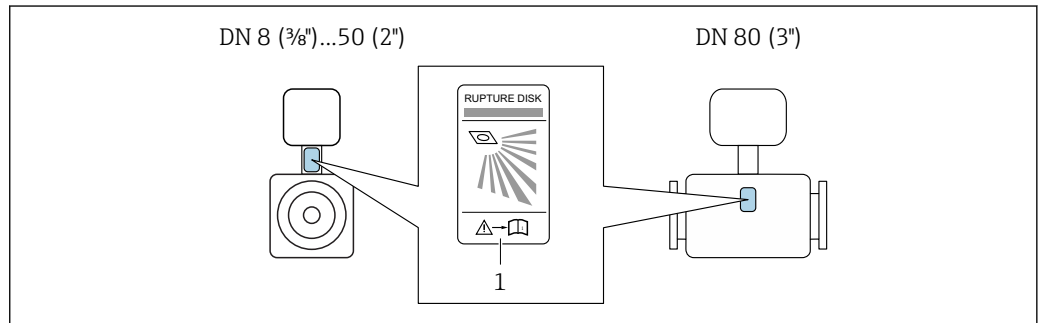 DN 8 (⅜")...50 (2")
DN 80 (3")
RUPTURE DISK
i
1